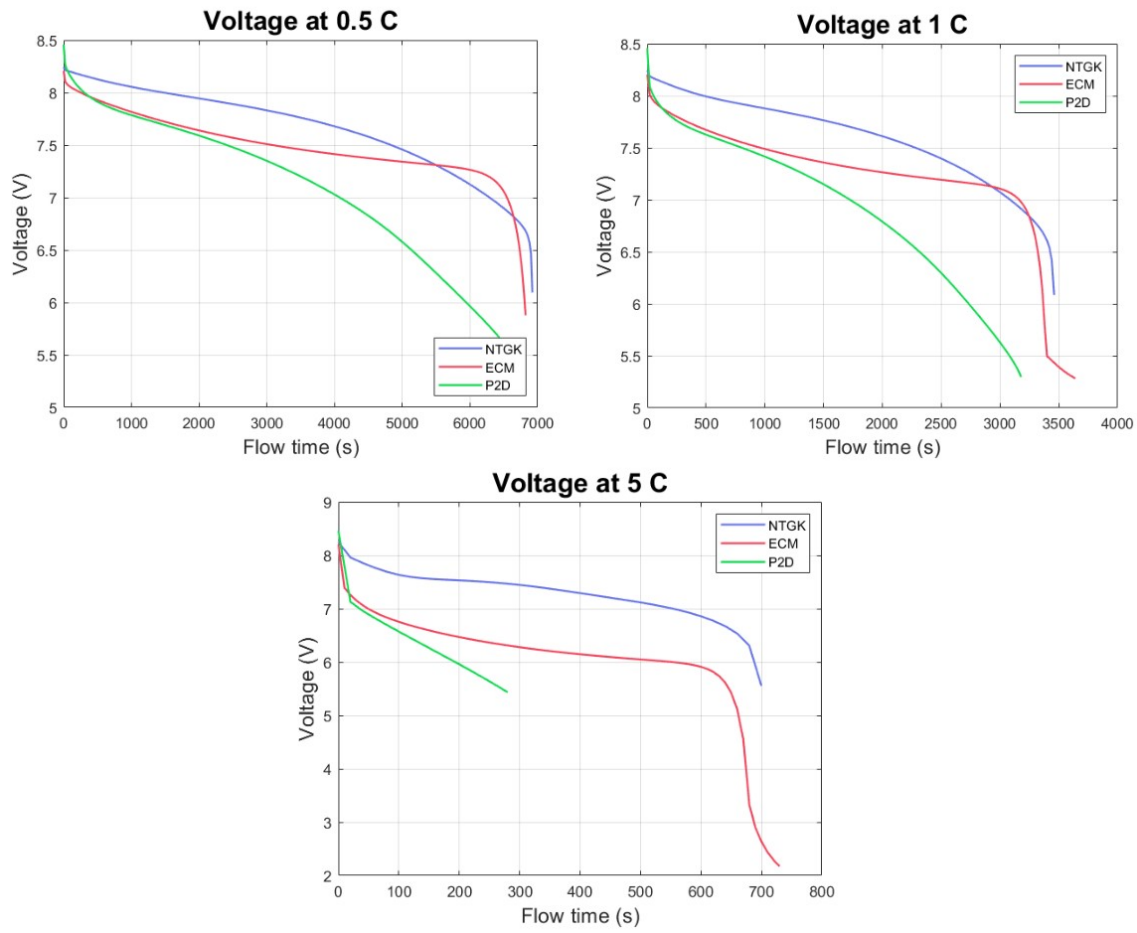 Voltage at 0.5 C
8.5
8
7.5
7
6.5
6
5.5
5
Voltage (V)
0 1000 2000 3000 4000 5000 6000 7000
Flow time (s)
NTGK
ECM
P2D
Voltage at 1 C
8.5
8
7.5
7
6.5
6
5.5
5
Voltage (V)
0 500 1000 1500 2000 2500 3000 3500 4000
Flow time (s)
NTGK
ECM
P2D
Voltage at 5 C
9
8
7
6
5
4
3
2
Voltage (V)
0 100 200 300 400 500 600 700 800
Flow time (s)
NTGK
ECM
P2D